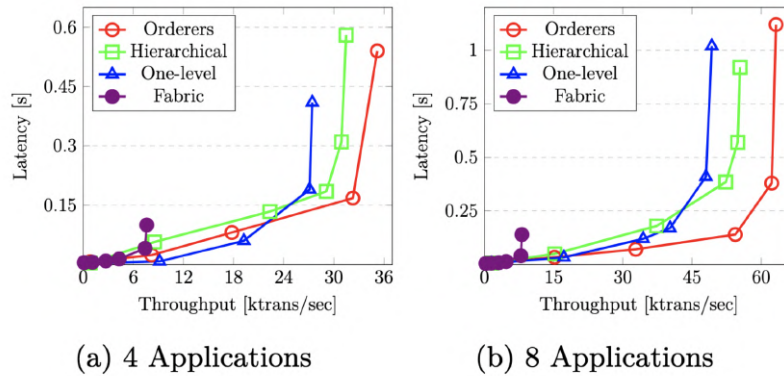 0.6
0.45
0.3
0.15
Latency [s]
Orderers
Hierarchical
One-level
Fabric
0 6 12 18 24 30 36
Throughput [ktrans/sec]
(a) 4 Applications
1
0.75
0.5
0.25
Latency [s]
Orderers
Hierarchical
One-level
Fabric
0 15 30 45 60
Throughput [ktrans/sec]
(b) 8 Applications